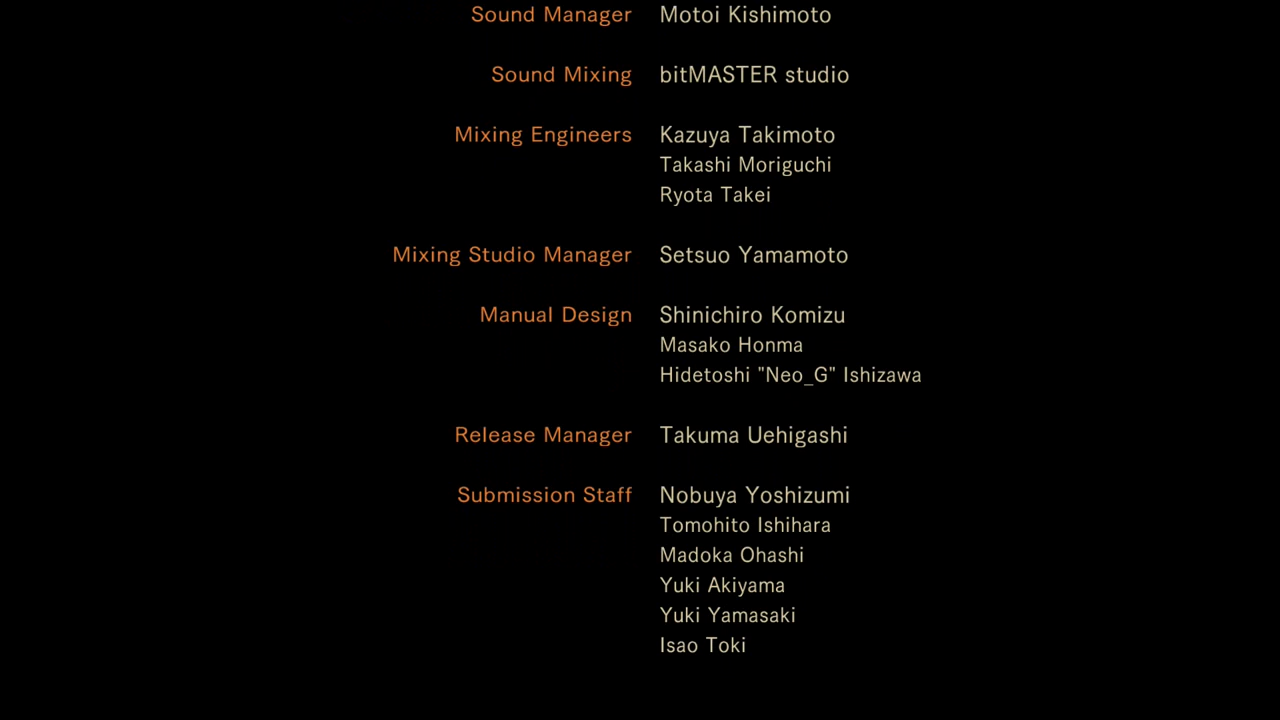 Sound Manager Motoi Kishimoto
Sound Mixing bitMASTER studio
Mixing Engineers Kazuya Takimoto
Takashi Moriguchi
Ryota Takei
Mixing Studio Manager Setsuo Yamamoto
Manual Design Shinichiro Komizu
Masako Honma
Hidetoshi "Neo_G" Ishizawa
Release Manager Takuma Uehigashi
Submission Staff Nobuya Yoshizumi
Tomohito Ishihara
Madoka Ohashi
Yuki Akiyama
Yuki Yamasaki
Isao Toki